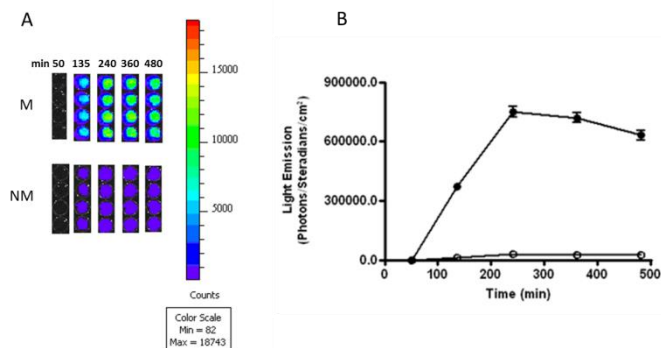 A
min 50 135 240 360 480
M
NM
15000
10000
5000
Counts
Color Scale
Min = 82
Max = 18743
B
Light Emission
(Photons/Steradians/cm²)
900000.0
600000.0
300000.0
0.0
0 100 200 300 400 500
Time (min)